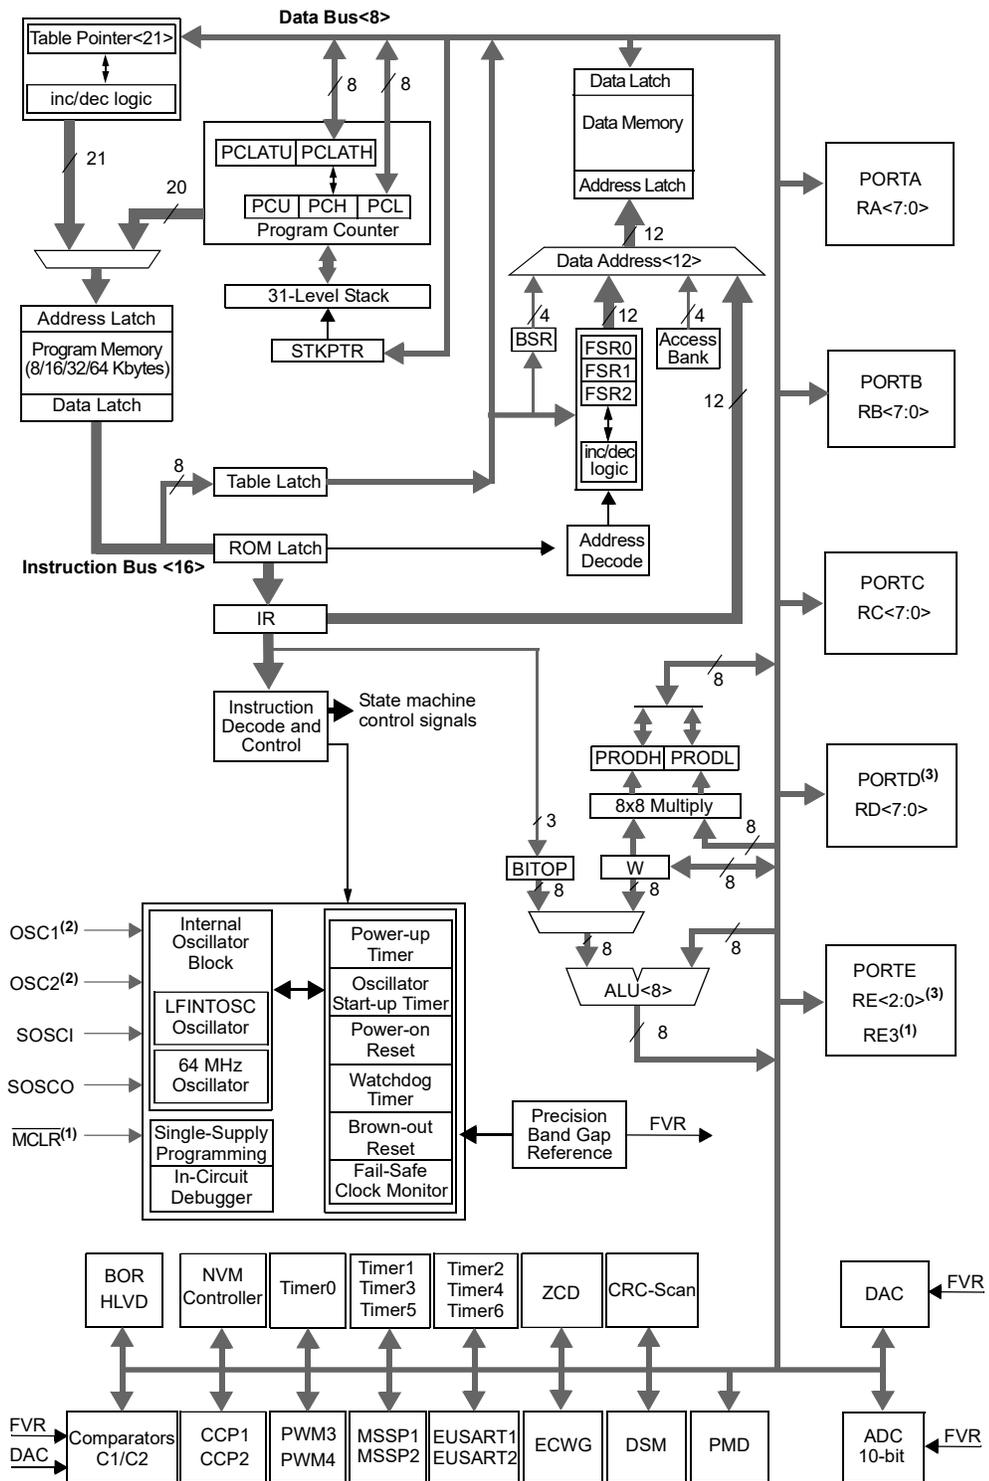 Data Bus<8>
Table Pointer<21>
inc/dec logic
21
20
8
8
PCLATU PCLATH
PCU PCH PCL
Program Counter
31-Level Stack
STKPTR
Data Latch
Data Memory
Address Latch
12
Data Address<12>
4
12
4
BSR
FSR0
FSR1
FSR2
inc/dec
logic
Access
Bank
12
Address
Decode
PORTA
RA<7:0>
PORTB
RB<7:0>
PORTC
RC<7:0>
PORTD(3)
RD<7:0>
PORTE
RE<2:0>(3)
RE3(1)
Address Latch
Program Memory
(8/16/32/64 Kbytes)
Data Latch
8
Table Latch
ROM Latch
Instruction Bus <16>
IR
Instruction
Decode and
Control
State machine
control signals
8
PRODH PRODL
8x8 Multiply
3
8
BITOP
W
8
8
8
8
8
ALU<8>
8
OSC1(2)
OSC2(2)
SOSCI
SOSCO
MCLR(1)
Internal
Oscillator
Block
LFINTOSC
Oscillator
64 MHz
Oscillator
Single-Supply
Programming
In-Circuit
Debugger
Power-up
Timer
Oscillator
Start-up Timer
Power-on
Reset
Watchdog
Timer
Brown-out
Reset
Fail-Safe
Clock Monitor
Precision
Band Gap
Reference
FVR
BOR
HLVD
NVM
Controller
Timer0
Timer1
Timer3
Timer5
Timer2
Timer4
Timer6
ZCD
CRC-Scan
DAC
FVR
FVR
DAC
Comparators
C1/C2
CCP1
CCP2
PWM3
PWM4
MSSP1
MSSP2
EUSART1
EUSART2
ECWG
DSM
PMD
ADC
10-bit
FVR